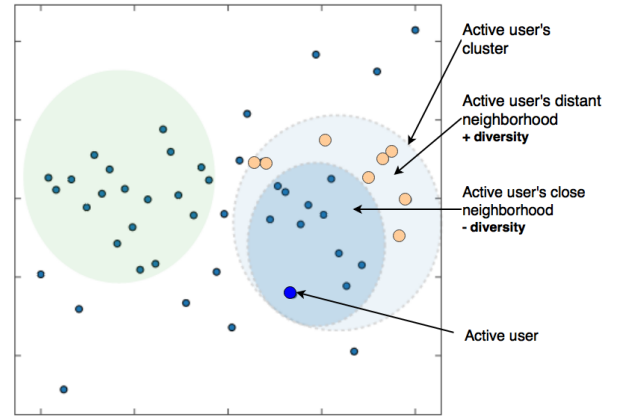 Active user's
cluster
Active user's distant
neighborhood
+ diversity
Active user's close
neighborhood
- diversity
Active user